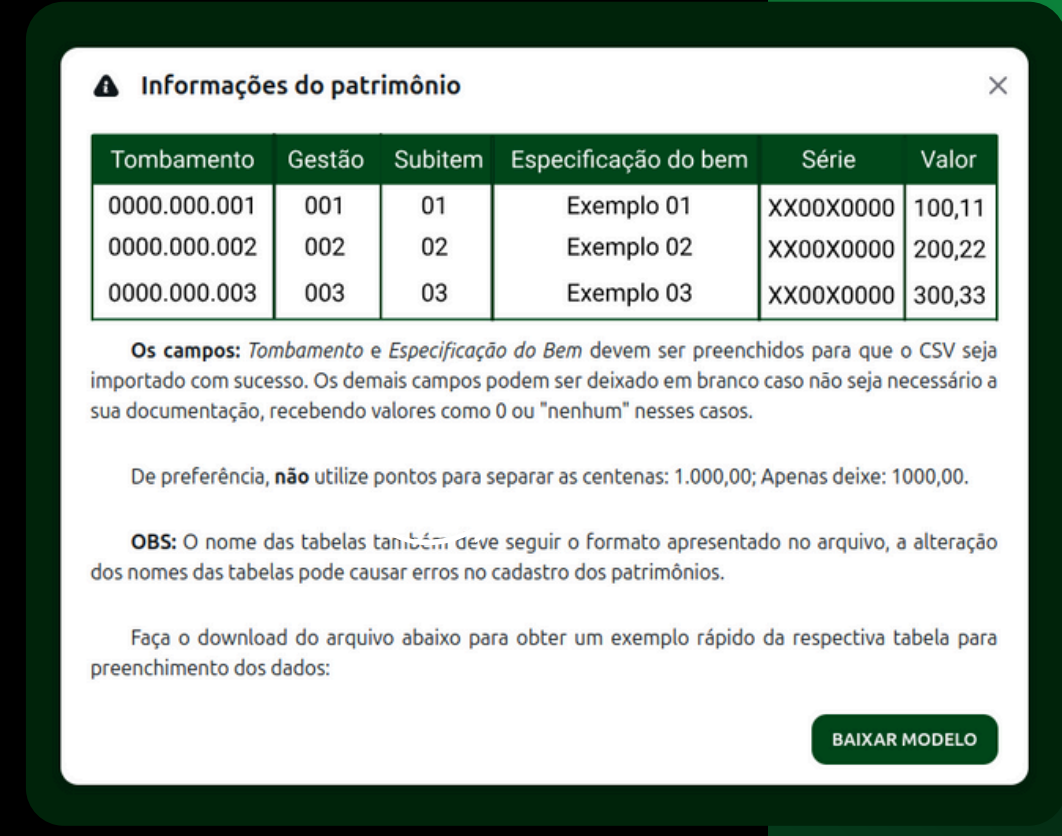 Informações do patrimônio
Tombamento Gestão Subitem Especificação do bem Série Valor
0000.000.001 001 01 Exemplo 01 XX00X0000 100,11
0000.000.002 002 02 Exemplo 02 XX00X0000 200,22
0000.000.003 003 03 Exemplo 03 XX00X0000 300,33
Os campos: Tombamento e Especificação do Bem devem ser preenchidos para que o CSV seja
importado com sucesso. Os demais campos podem ser deixado em branco caso não seja necessário a
sua documentação, recebendo valores como 0 ou "nenhum" nesses casos.
De preferência, não utilize pontos para separar as centenas: 1.000,00; Apenas deixe: 1000,00.
OBS: O nome das tabelas também deve seguir o formato apresentado no arquivo, a alteração
dos nomes das tabelas pode causar erros no cadastro dos patrimônios.
Faça o download do arquivo abaixo para obter um exemplo rápido da respectiva tabela para
preenchimento dos dados:
BAIXAR MODELO